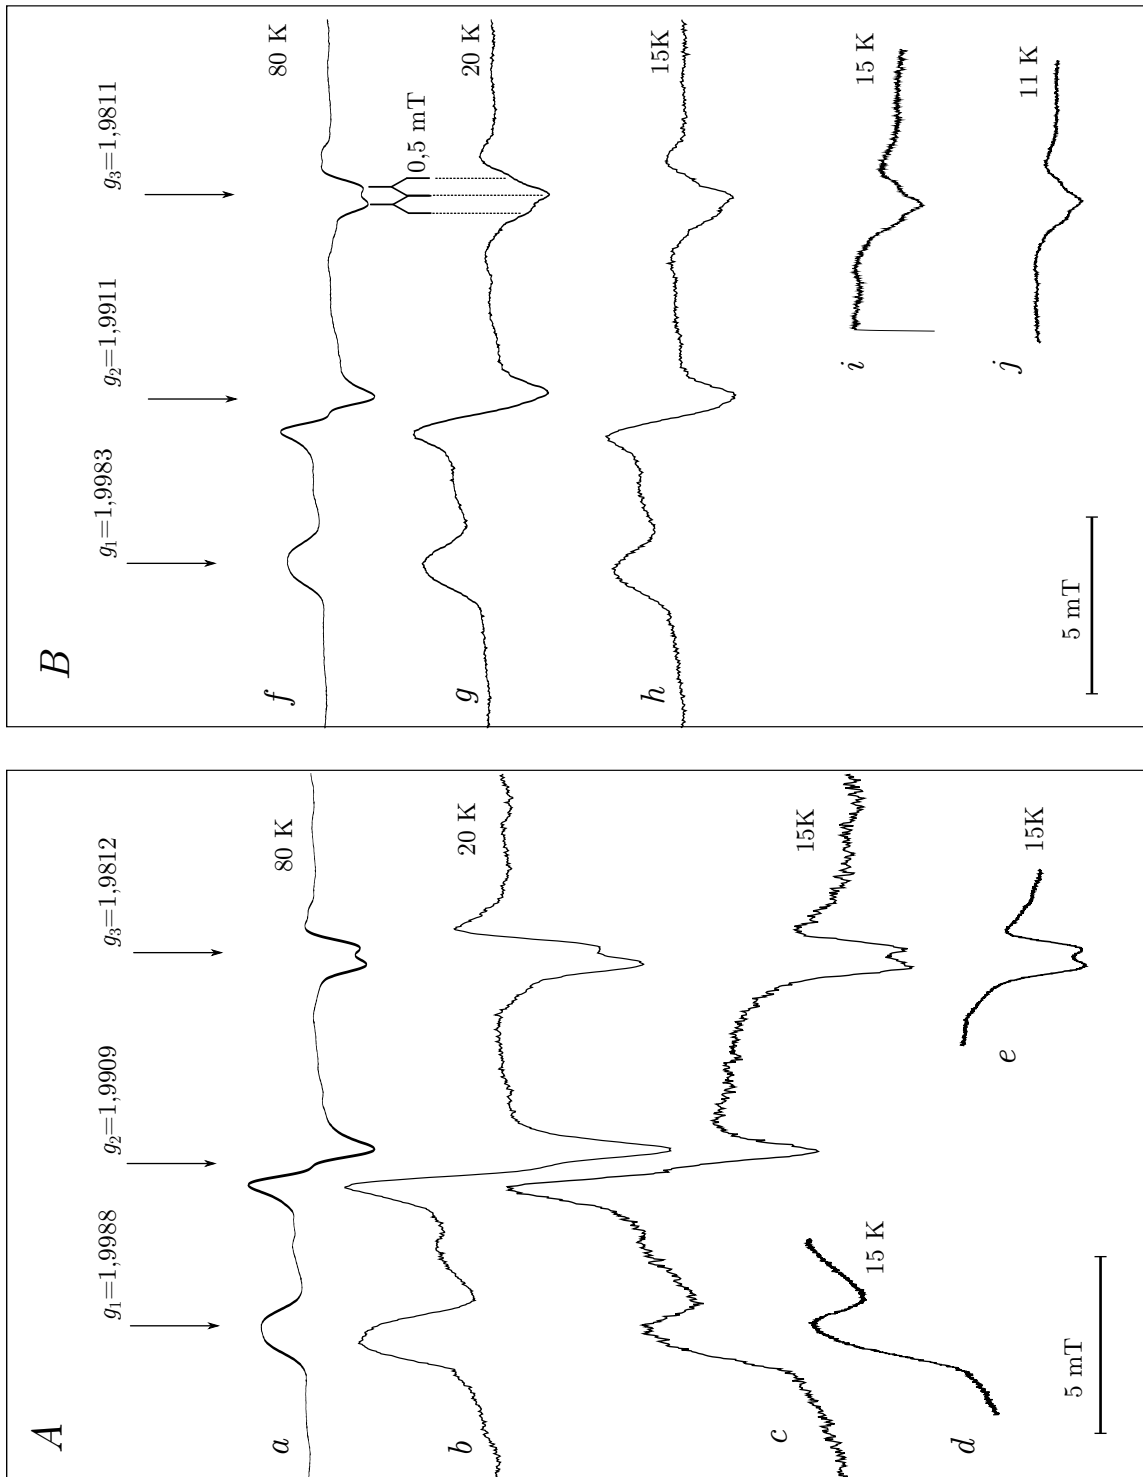 A
g₁=1,9988
g₂=1,9909
g₃=1,9812
a
80 K
b
20 K
c
15K
d
15 K
e
15K
5 mT
B
g₁=1,9983
g₂=1,9911
g₃=1,9811
f
80 K
0,5 mT
g
20 K
h
15K
i
15 K
j
11 K
5 mT